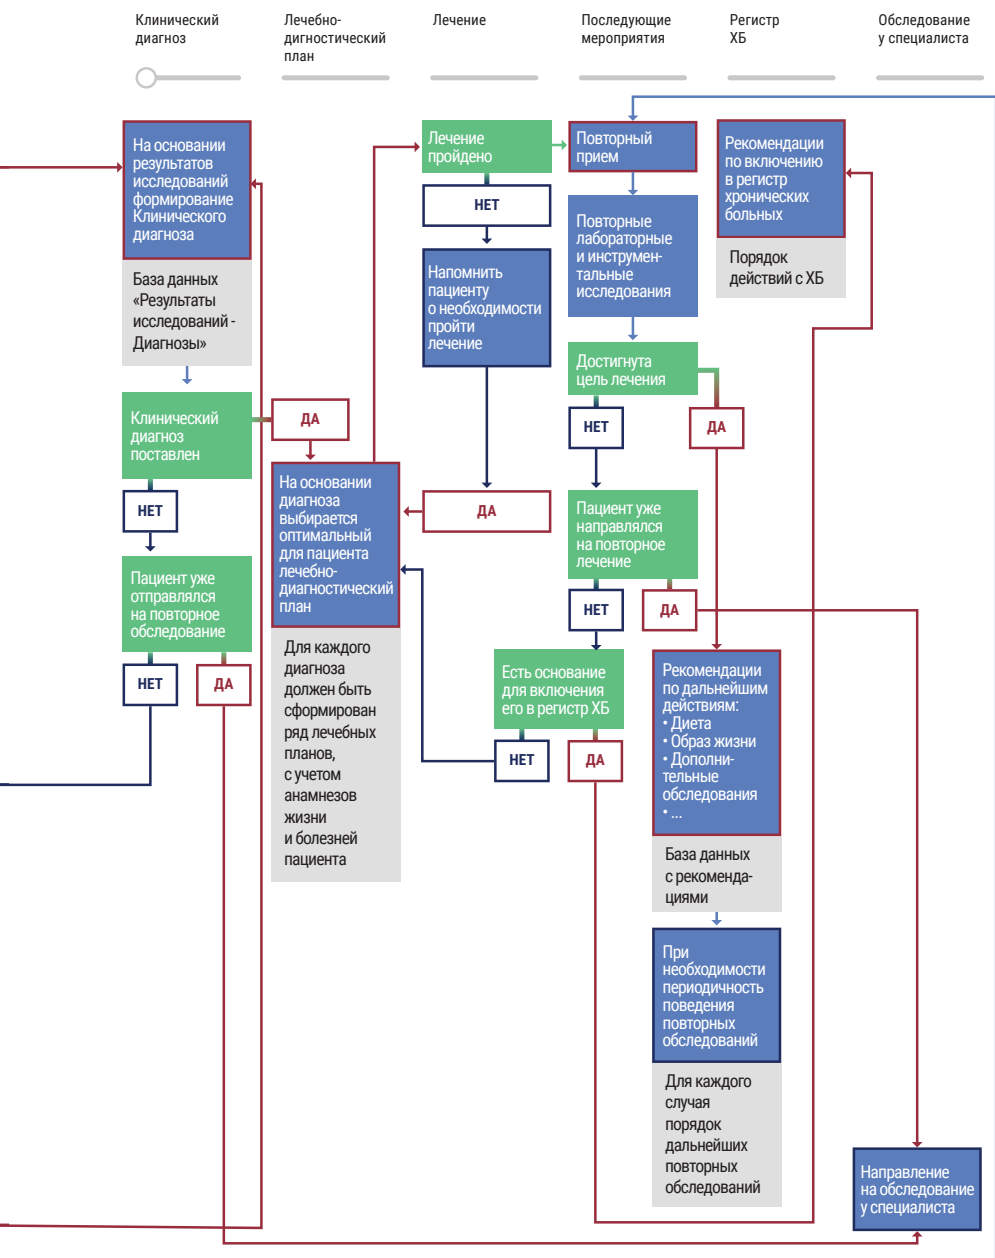 Клинический
диагноз
Лечебно-
дигностический
план
Лечение
Последующие
мероприятия
Регистр
ХБ
Обследование
у специалиста
На основании
результатов
исследований
формирование
Клинического
диагноза
База данных
«Результаты
исследований -
Диагнозы»
Клинический
диагноз
поставлен
НЕТ
Пациент уже
отправлялся
на повторное
обследование
НЕТ
ДА
ДА
На основании
диагноза
выбирается
оптимальный
для пациента
лечебно-
диагностический
план
Для каждого
диагноза
должен быть
сформирован
ряд лечебных
планов,
с учетом
анамнезов
жизни
и болезней
пациента
Лечение
пройдено
НЕТ
Напомнить
пациенту
о необходимости
пройти
лечение
ДА
Повторный
прием
Повторные
лабораторные
и инструмен-
тальные
исследования
Достигнута
цель лечения
НЕТ
ДА
Пациент уже
направлялся
на повторное
лечение
НЕТ
ДА
Есть основание
для включения
его в регистр ХБ
НЕТ
ДА
Рекомендации
по включению
в регистр
хронических
больных
Порядок
действий с ХБ
Рекомендации
по дальнейшим
действиям:
• Диета
• Образ жизни
• Дополни-
тельные
обследования
• ...
База данных
с рекоменда-
циями
При
необходимости
периодичность
поведения
повторных
обследований
Для каждого
случая
порядок
дальнейших
повторных
обследований
Направление
на обследование
у специалиста